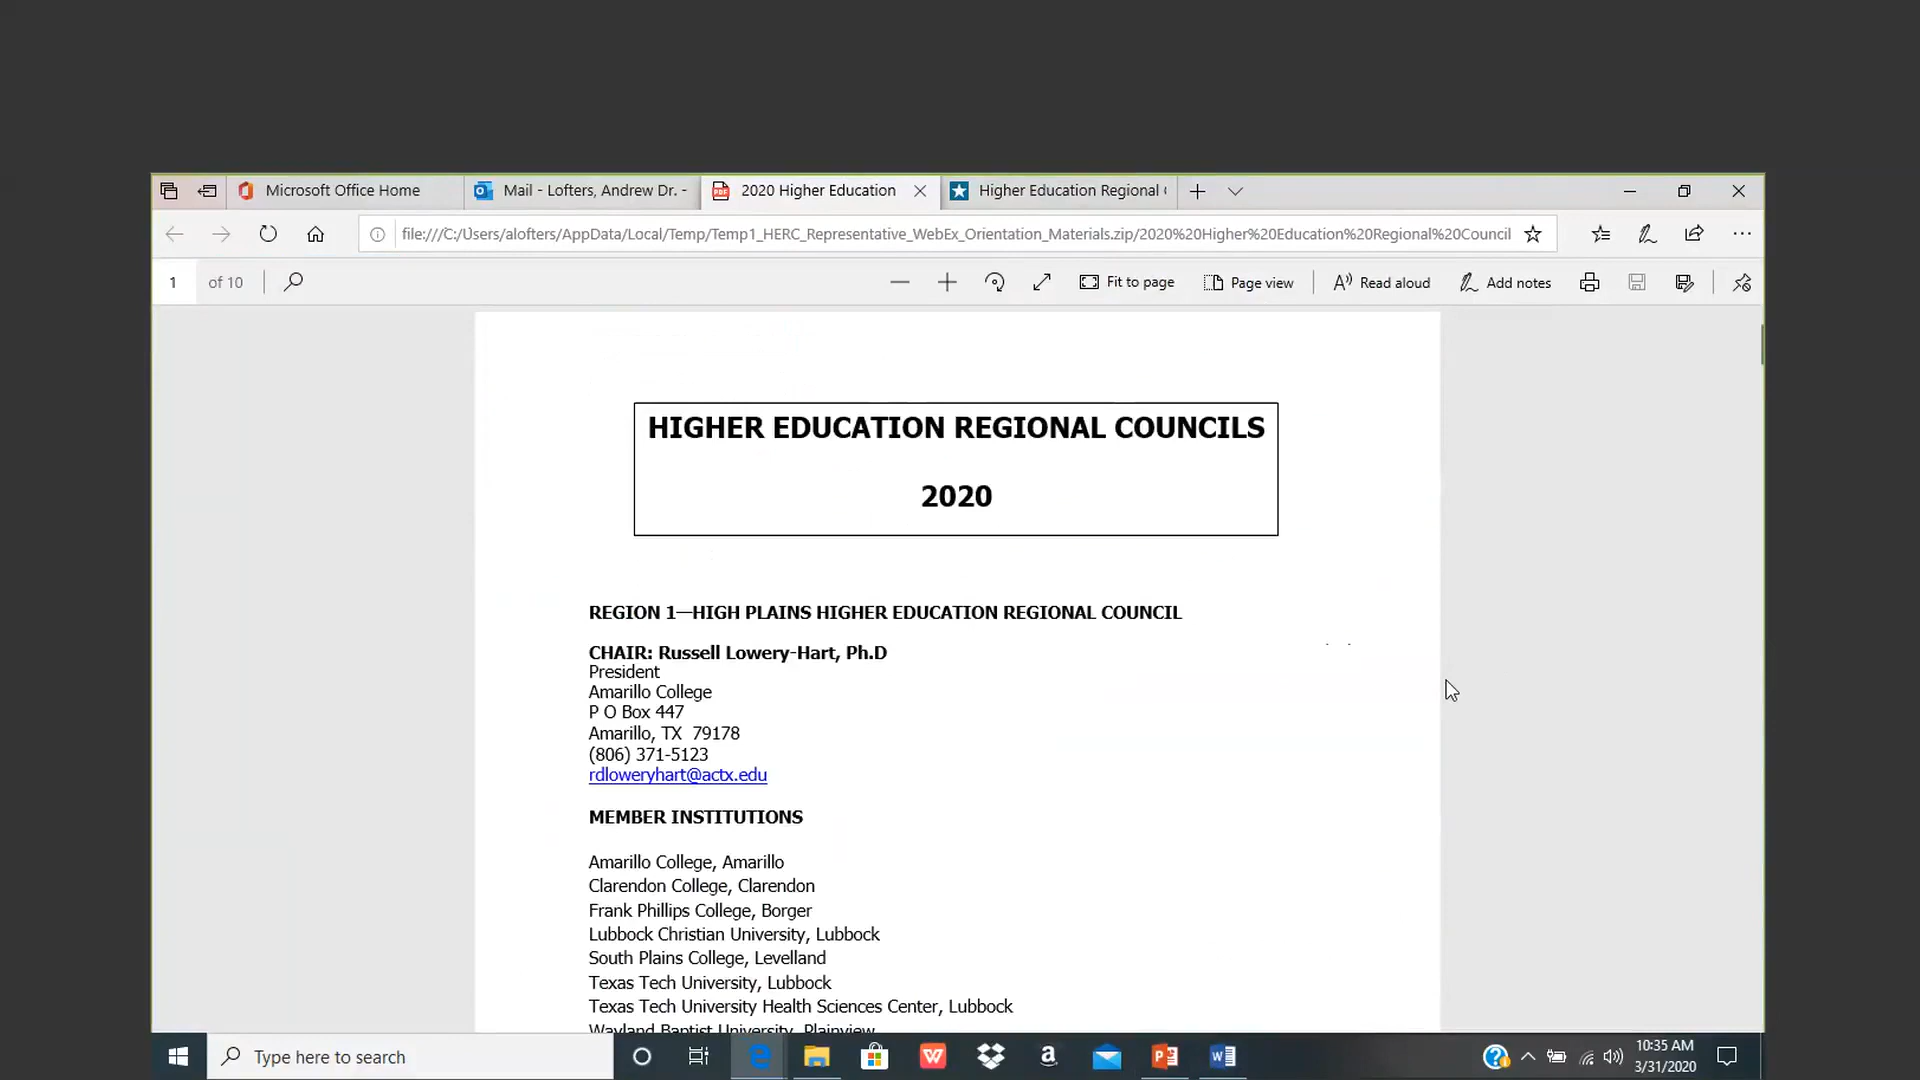 Microsoft Office Home
Mail - Lofters, Andrew Dr. -
2020 Higher Education
Higher Education Regional
file:///C:/Users/alofters/AppData/Local/Temp/Temp1_HERC_Representative_WebEx_Orientation_Materials.zip/2020%20Higher%20Education%20Regional%20Council
1 of 10
Fit to page
Page view
Read aloud
Add notes
HIGHER EDUCATION REGIONAL COUNCILS
2020
REGION 1—HIGH PLAINS HIGHER EDUCATION REGIONAL COUNCIL
CHAIR: Russell Lowery-Hart, Ph.D
President
Amarillo College
P O Box 447
Amarillo, TX  79178
(806) 371-5123
rdloweryhart@actx.edu
MEMBER INSTITUTIONS
Amarillo College, Amarillo
Clarendon College, Clarendon
Frank Phillips College, Borger
Lubbock Christian University, Lubbock
South Plains College, Levelland
Texas Tech University, Lubbock
Texas Tech University Health Sciences Center, Lubbock
Wayland Baptist University, Plainview
Type here to search
10:35 AM
3/31/2020